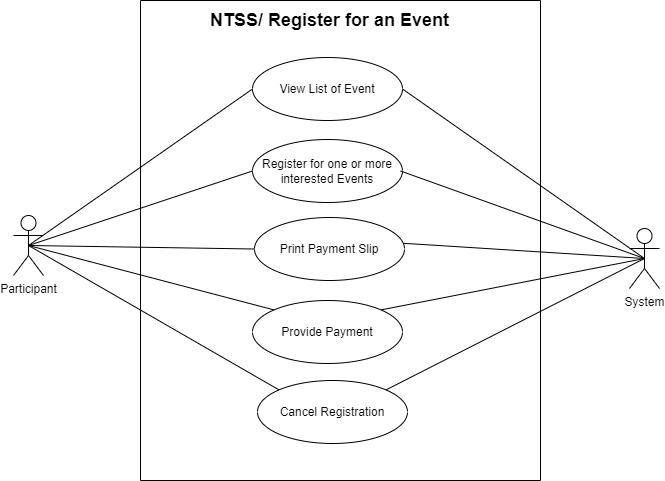 NTSS/ Register for an Event
View List of Event
Register for one or more
interested Events
Print Payment Slip
Participant
System
Provide Payment
Cancel Registration